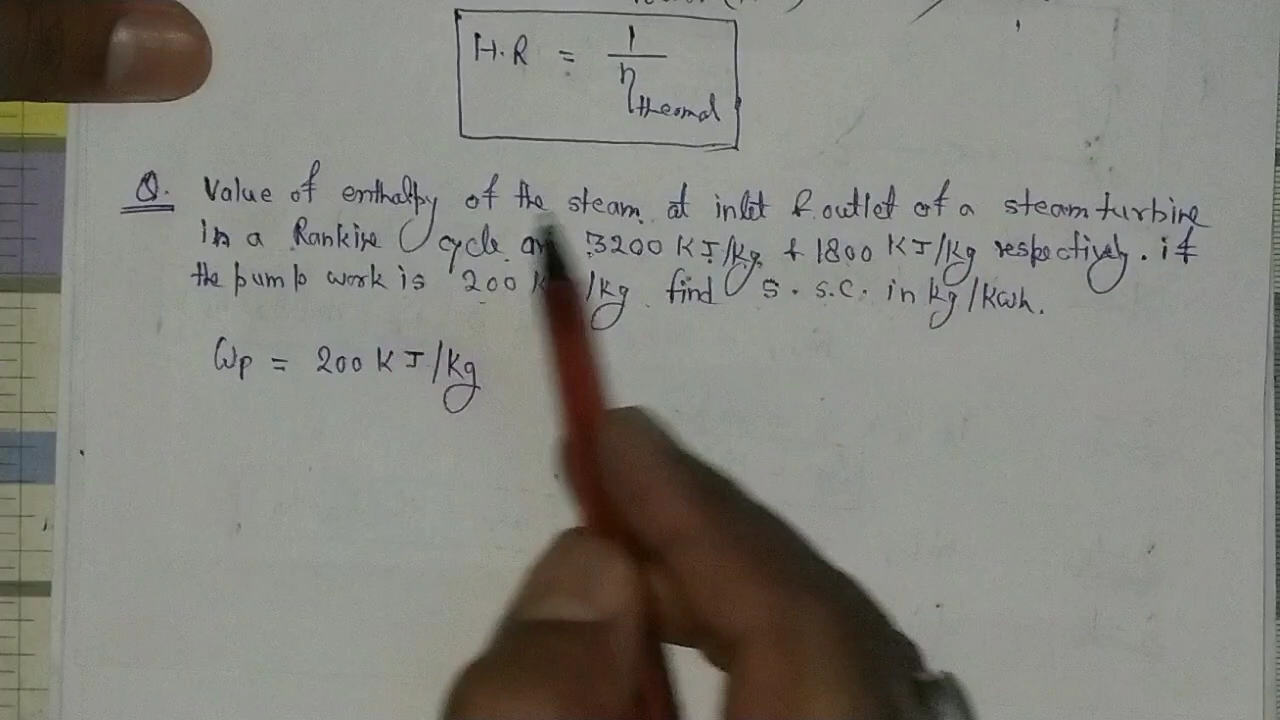 H.R = 1 / η thermal
Q. Value of enthalpy of the steam at inlet & outlet of a steam turbine
in a Rankine cycle 3200 KJ/kg & 1800 KJ/kg respectively. if
the pump work is 200 /kg find S.S.C. in kg/kwh.
Wp = 200 KJ/kg